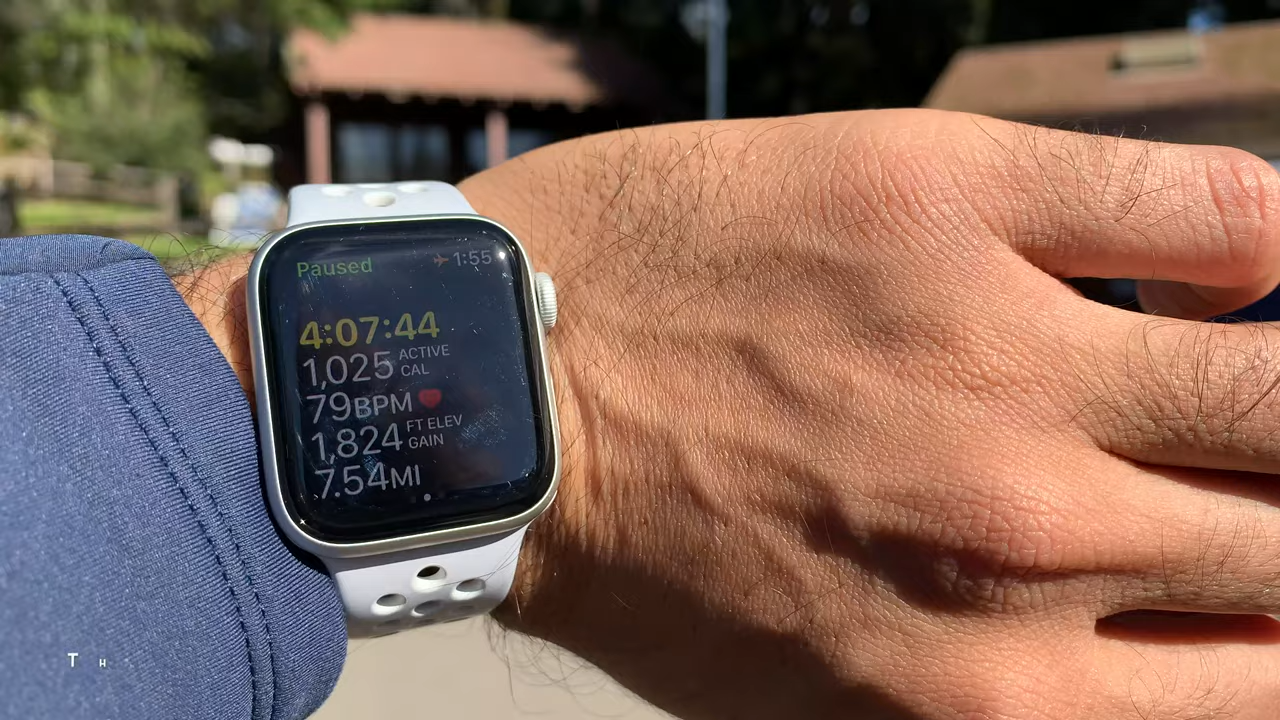 Paused 1:55
4:07:44
1,025 ACTIVE CAL
79BPM
1,824 FT ELEV GAIN
7.54MI
T H